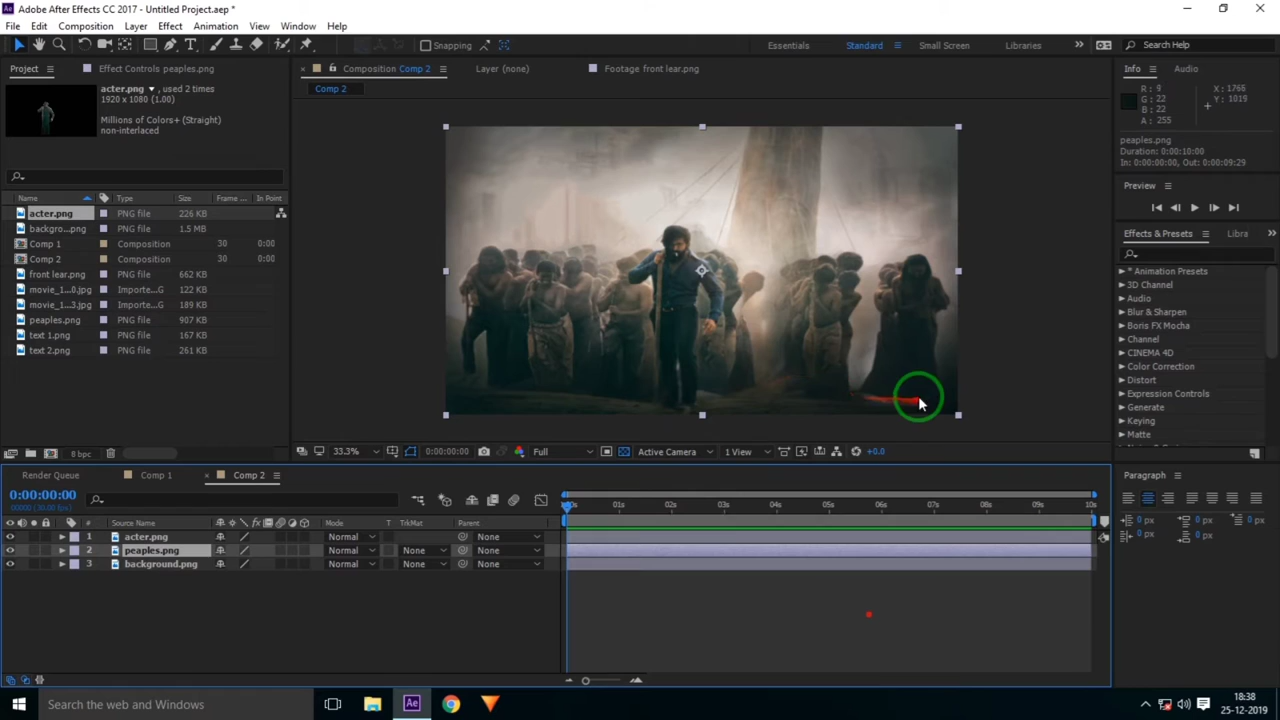 Adobe After Effects CC 2017 - Untitled Project.aep *
File Edit Composition Layer Effect Animation View Window Help
Snapping
Essentials Standard Small Screen Libraries Search Help
Project Effect Controls peaples.png
Composition Comp 2 Layer (none) Footage front lear.png
Info Audio
Comp 2
acter.png ▼ , used 2 times
1920 x 1080 (1.00)
Millions of Colors+ (Straight)
non-interlaced
R: 9 X: 1766
G: 22 Y: 1019
B: 22
A: 255
peaples.png
Duration: 0:00:10:00
In: 0:00:00:00, Out: 0:00:09:29
Preview
Effects & Presets Libra
Name Type Size Frame ... In Point
acter.png PNG file 226 KB
backgro...png PNG file 1.5 MB
Comp 1 Composition 30 0:00
Comp 2 Composition 30 0:00
front lear.png PNG file 662 KB
movie_1...0.jpg Importe...G 122 KB
movie_1...3.jpg Importe...G 189 KB
peaples.png PNG file 907 KB
text 1.png PNG file 167 KB
text 2.png PNG file 261 KB
* Animation Presets
3D Channel
Audio
Blur & Sharpen
Boris FX Mocha
Channel
CINEMA 4D
Color Correction
Distort
Expression Controls
Generate
Keying
Matte
8 bpc
33.3% 0:00:00:00 Full Active Camera 1 View +0.0
Render Queue Comp 1 Comp 2
Paragraph
0:00:00:00
00000 (30.00 fps)
01s 02s 03s 04s 05s 06s 07s 08s 09s 10s
# Source Name Mode T TrkMat Parent
1 acter.png Normal None
2 peaples.png Normal None None
3 background.png Normal None None
0 px 0 px 0 px
0 px 0 px
Search the web and Windows
18:38
25-12-2019